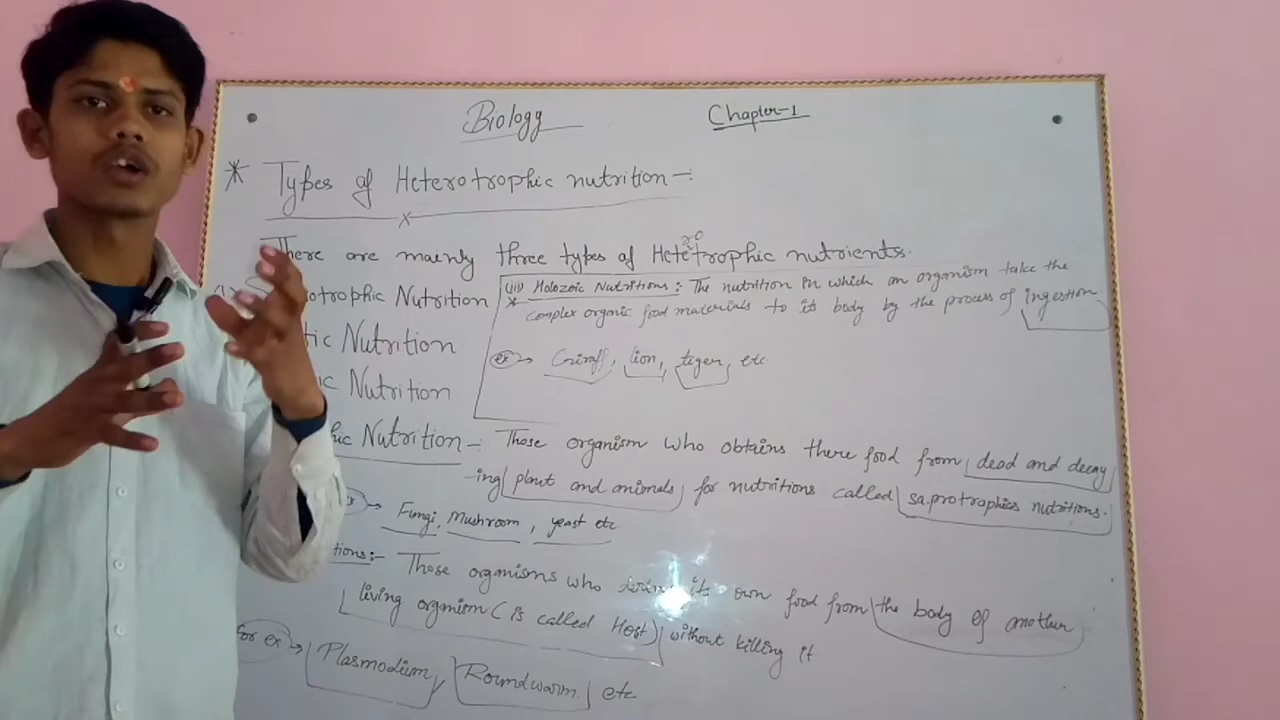 Biology Chapter-1
* Types of Heterotrophic nutrition -:
There are mainly three types of Heterotrophic nutrients.
otrophic Nutrition
(iii) Holozoic Nutritions : The nutrition in which an organism take the
* complex organic food materials to its body by the process of ingestion
tic Nutrition
ex → Giraff, lion, tiger, etc
ic Nutrition
hic Nutrition -: Those organism who obtains there food from dead and decay
-ing plant and animals for nutritions called saprotrophics nutritions.
→ Fungi, Mushroom, yeast etc
tions:- Those organisms who its own food from the body of another
living organism (is called Host) without killing it
for ex → Plasmodium, Roundwarm etc